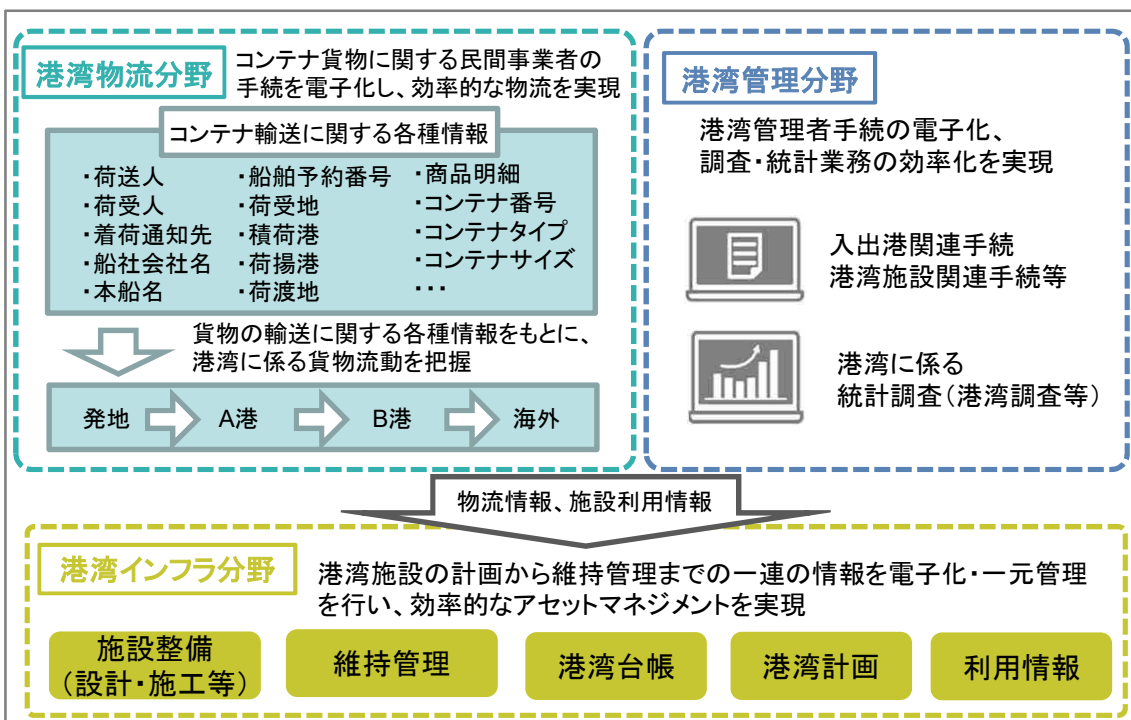 港湾物流分野
コンテナ貨物に関する民間事業者の
手続を電子化し、効率的な物流を実現
コンテナ輸送に関する各種情報
・荷送人
・荷受人
・着荷通知先
・船社会社名
・本船名
・船舶予約番号
・荷受地
・積荷港
・荷揚港
・荷渡地
・商品明細
・コンテナ番号
・コンテナタイプ
・コンテナサイズ
・・・
貨物の輸送に関する各種情報をもとに、
港湾に係る貨物流動を把握
発地
A港
B港
海外
港湾管理分野
港湾管理者手続の電子化、
調査・統計業務の効率化を実現
入出港関連手続
港湾施設関連手続等
港湾に係る
統計調査（港湾調査等）
物流情報、施設利用情報
港湾インフラ分野
港湾施設の計画から維持管理までの一連の情報を電子化・一元管理
を行い、効率的なアセットマネジメントを実現
施設整備
（設計・施工等）
維持管理
港湾台帳
港湾計画
利用情報